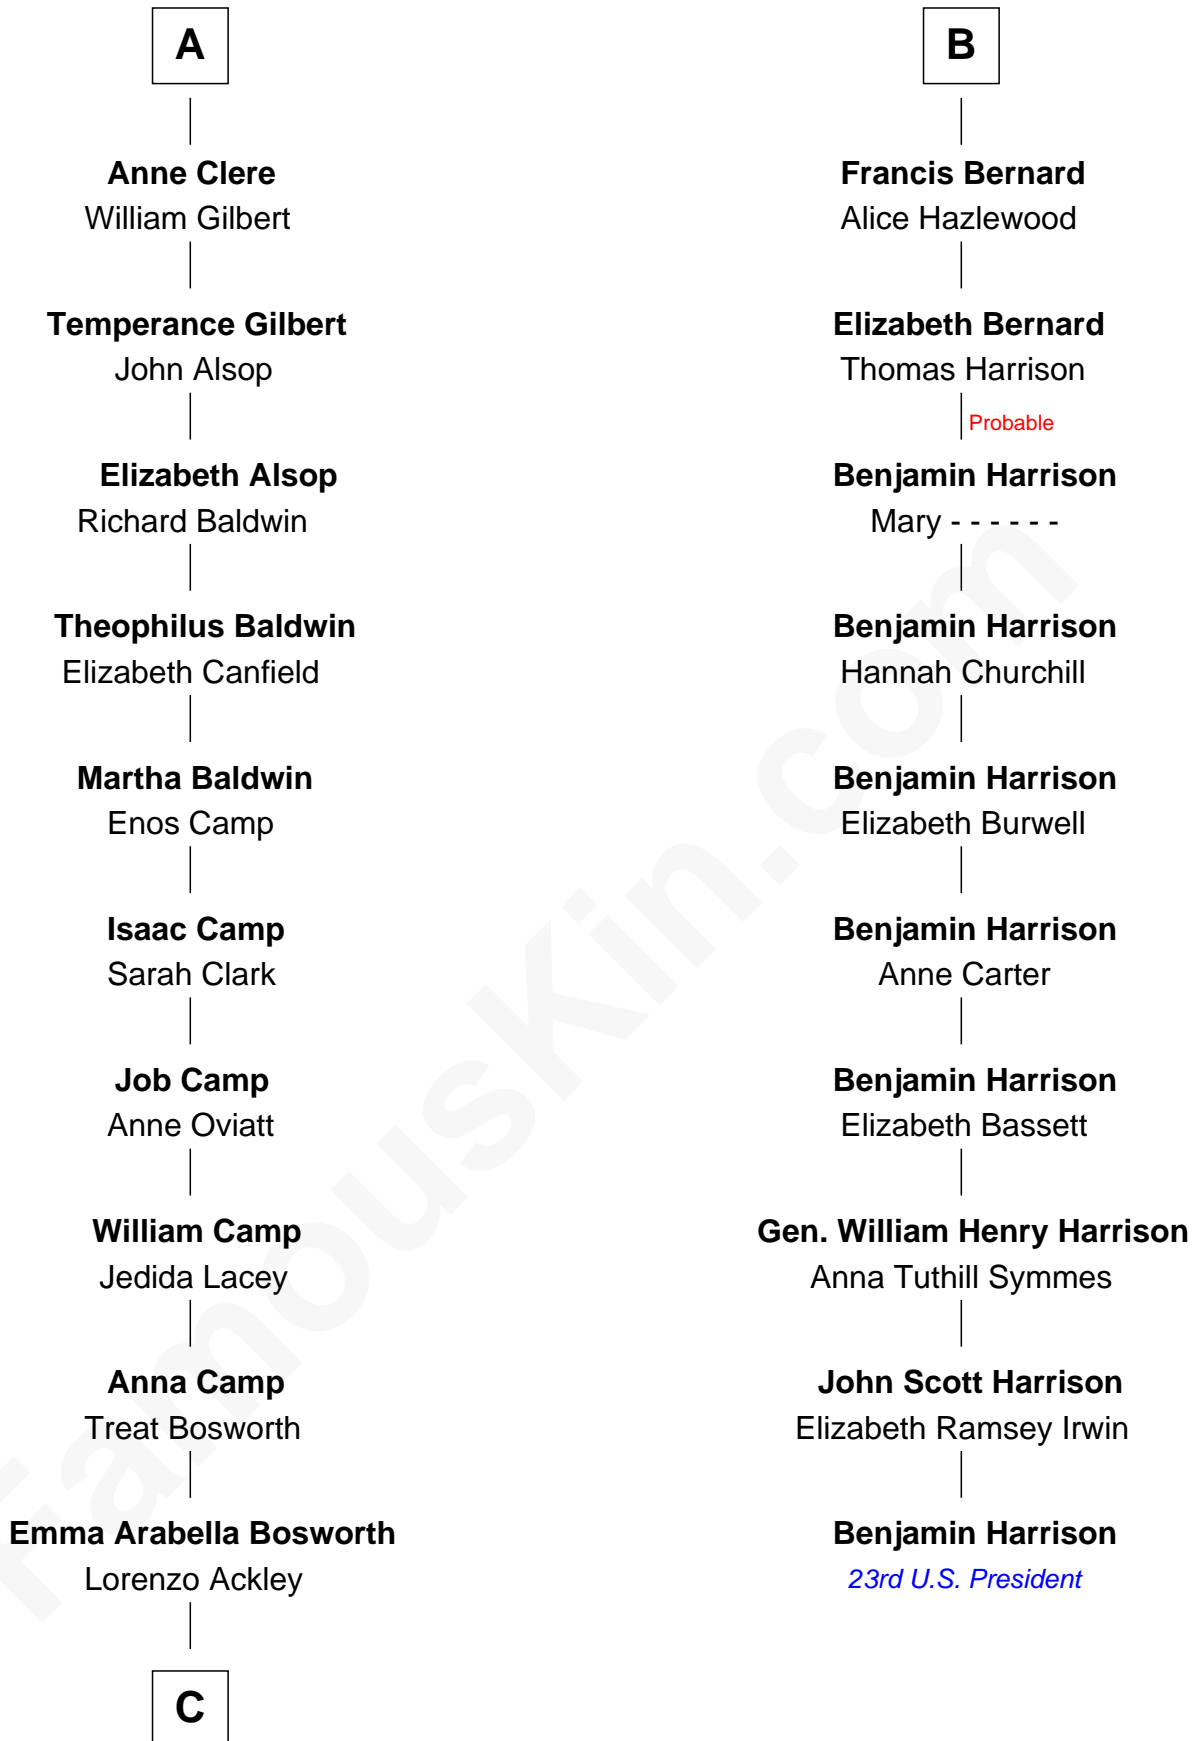 A
Anne Clere
William Gilbert
Temperance Gilbert
John Alsop
Elizabeth Alsop
Richard Baldwin
Theophilus Baldwin
Elizabeth Canfield
Martha Baldwin
Enos Camp
Isaac Camp
Sarah Clark
Job Camp
Anne Oviatt
William Camp
Jedida Lacey
Anna Camp
Treat Bosworth
Emma Arabella Bosworth
Lorenzo Ackley
C
B
Francis Bernard
Alice Hazlewood
Elizabeth Bernard
Thomas Harrison
Probable
Benjamin Harrison
Mary - - - - - -
Benjamin Harrison
Hannah Churchill
Benjamin Harrison
Elizabeth Burwell
Benjamin Harrison
Anne Carter
Benjamin Harrison
Elizabeth Bassett
Gen. William Henry Harrison
Anna Tuthill Symmes
John Scott Harrison
Elizabeth Ramsey Irwin
Benjamin Harrison
23rd U.S. President
FamousKin.com